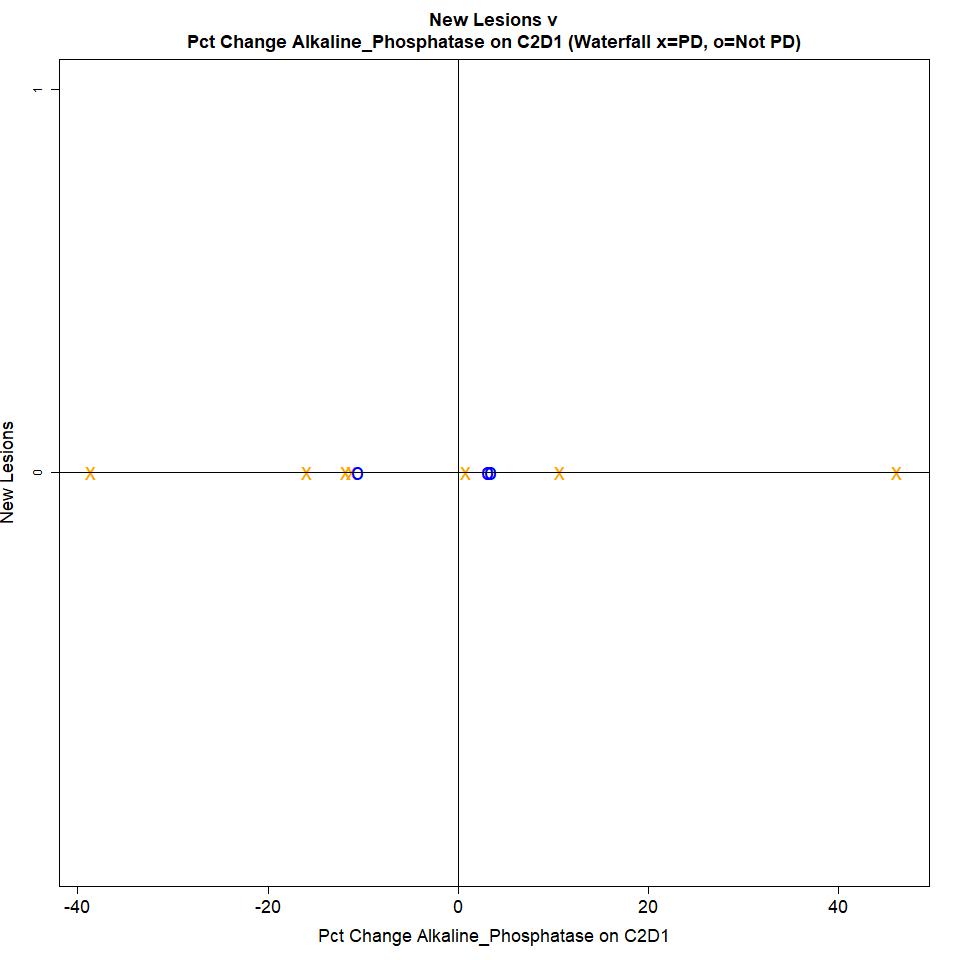 New Lesions v
Pct Change Alkaline_Phosphatase on C2D1 (Waterfall x=PD, o=Not PD)
1
0
New Lesions
X X X X O X O O X X
-40 -20 0 20 40
Pct Change Alkaline_Phosphatase on C2D1